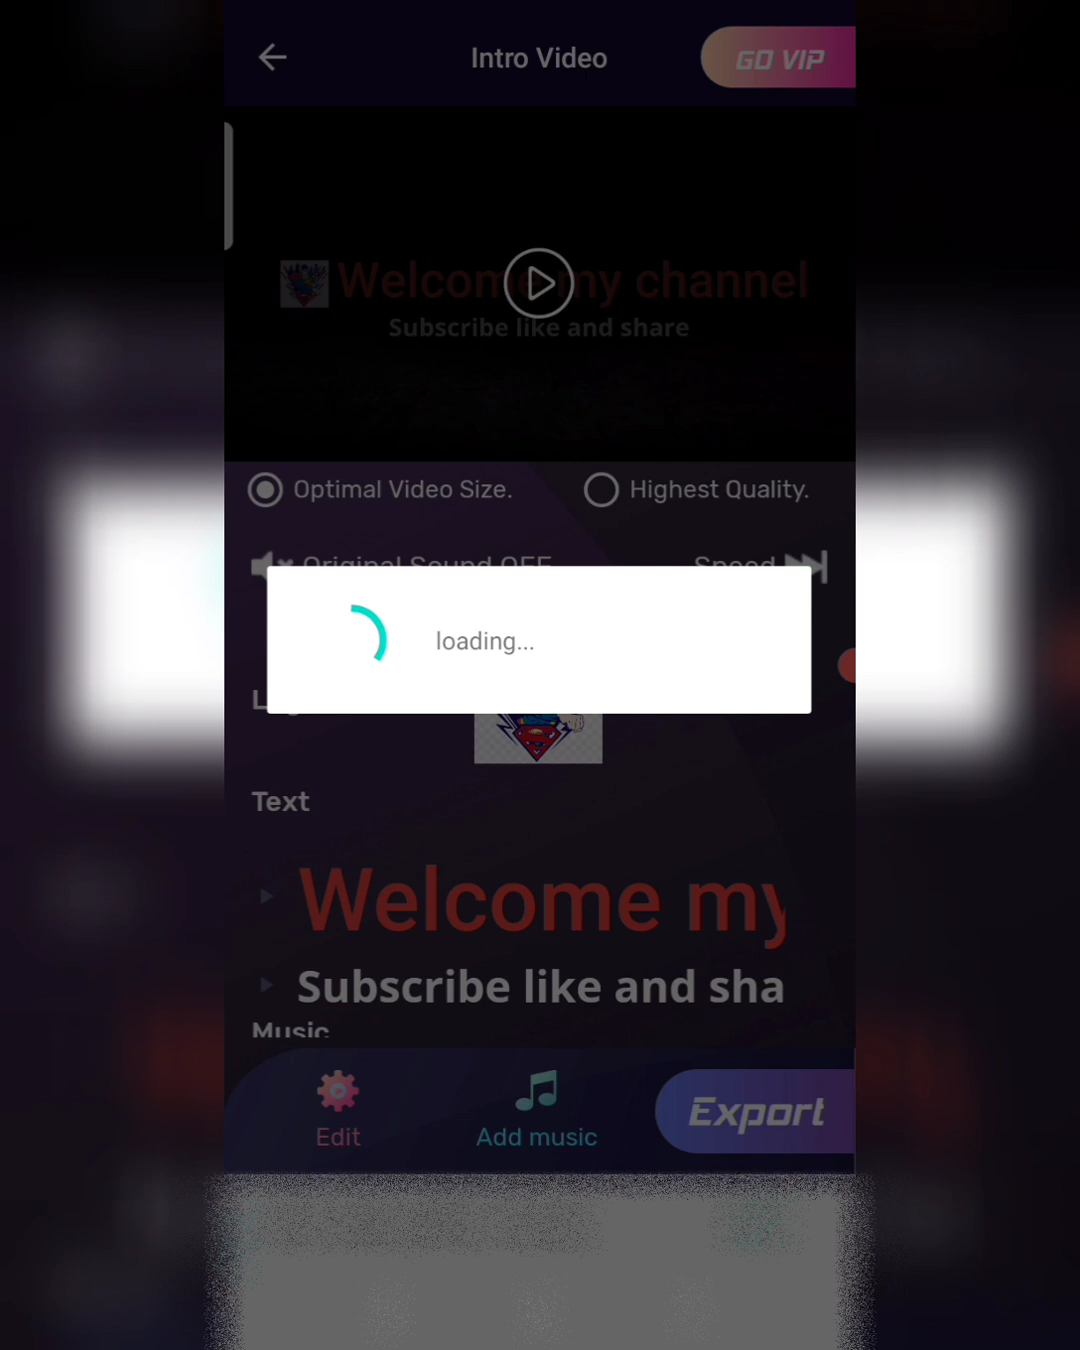 Intro Video
GO VIP
Welcome my channel
Subscribe like and share
Optimal Video Size.
Highest Quality.
Original Sound OFF
Speed
loading...
Text
Welcome my
Subscribe like and sha
Music
Edit
Add music
Export